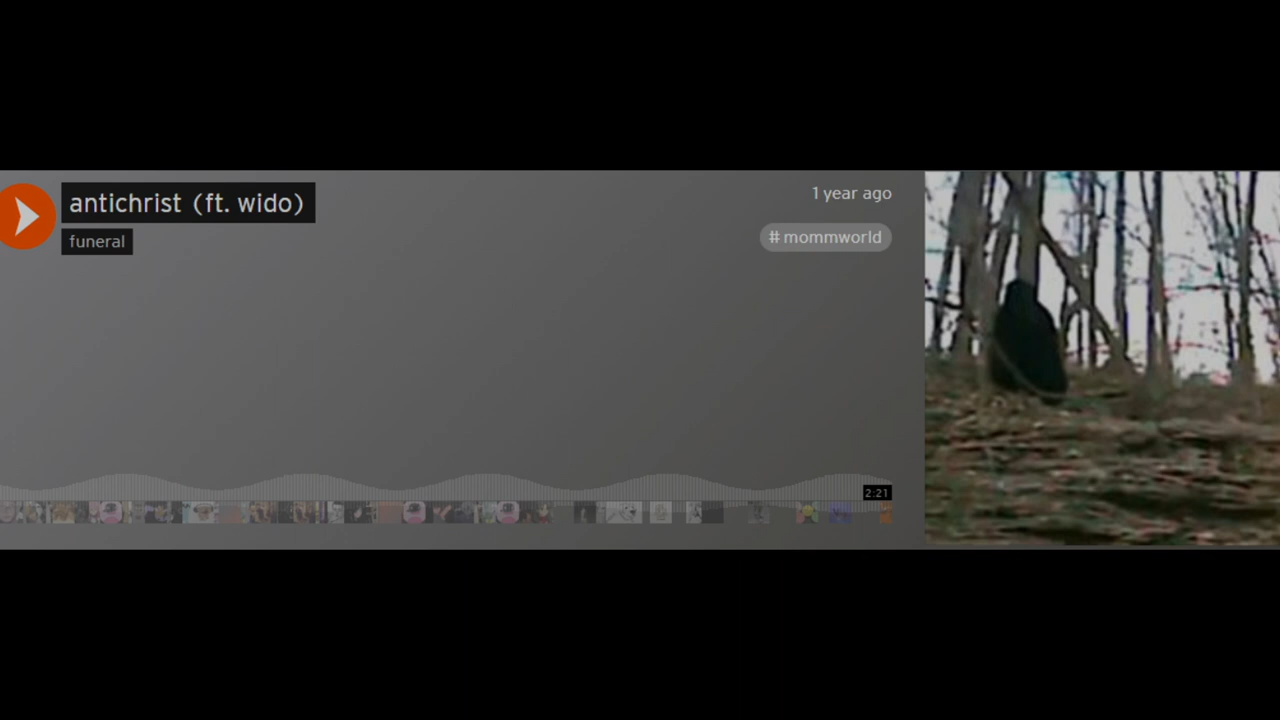 antichrist (ft. wido)
funeral
1 year ago
# mommworld
2:21